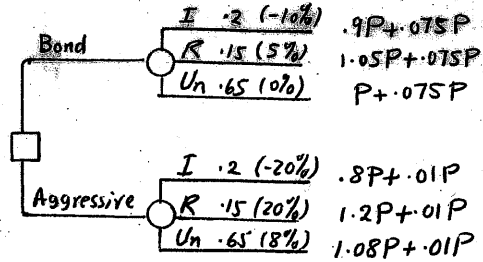 I .2 (-10%) .9P+.075P
Bond
R .15 (5%) 1.05P+.075P
Un .65 (0%) P+.075P
I .2 (-20%) .8P+.01P
Aggressive
R .15 (20%) 1.2P+.01P
Un .65 (8%) 1.08P+.01P